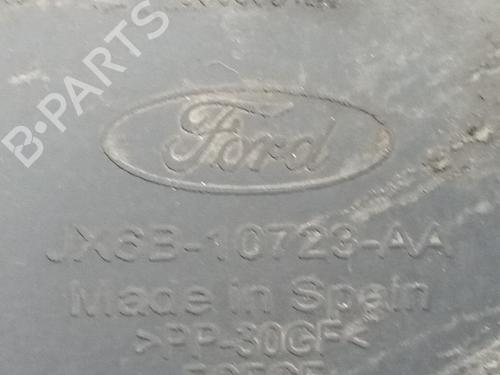 B-PARTS
Ford
JX6B-10723-AA
Made in Spain
>PP-30GF<